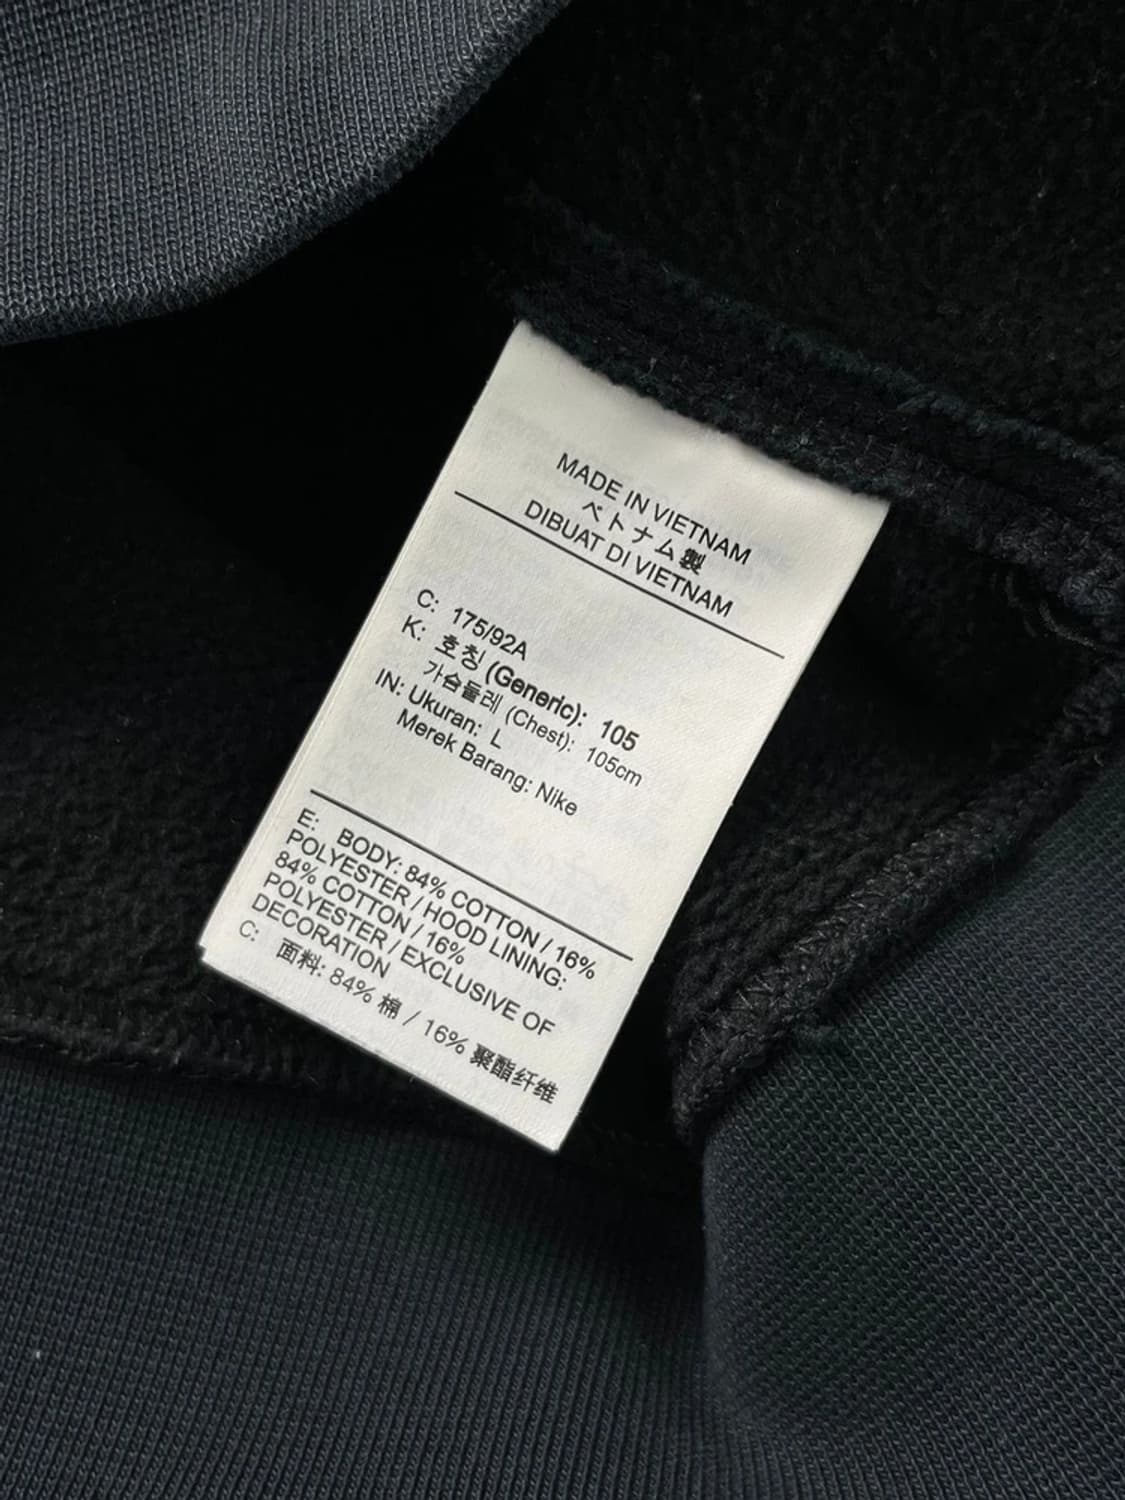 MADE IN VIETNAM
ベトナム製
DIBUAT DI VIETNAM
C: 175/92A
K: 호칭 (Generic): 105
가슴둘레 (Chest): 105cm
IN: Ukuran: L
Merek Barang: Nike
E: BODY: 84% COTTON / 16%
POLYESTER / HOOD LINING:
84% COTTON / 16%
POLYESTER / EXCLUSIVE OF
DECORATION
C: 面料: 84% 棉 / 16% 聚酯纤维